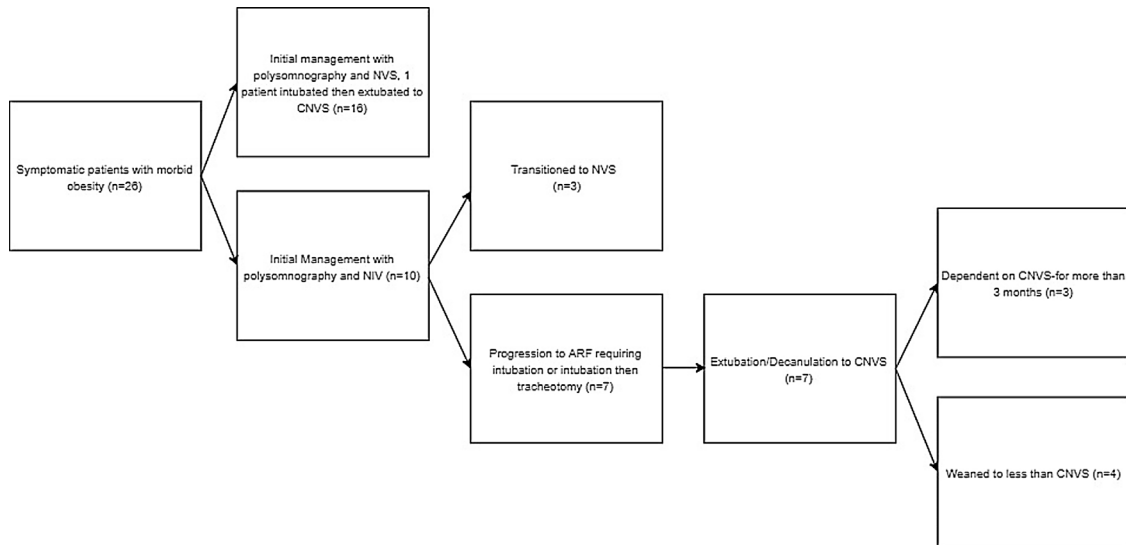 Initial management with
polysomnography and NVS, 1
patient intubated then extubated to
CNVS (n=16)
Symptomatic patients with morbid
obesity (n=26)
Transitioned to NVS
(n=3)
Initial Management with
polysomnography and NIV (n=10)
Dependent on CNVS-for more than
3 months (n=3)
Progression to ARF requiring
intubation or intubation then
tracheotomy (n=7)
Extubation/Decanulation to CNVS
(n=7)
Weaned to less than CNVS (n=4)